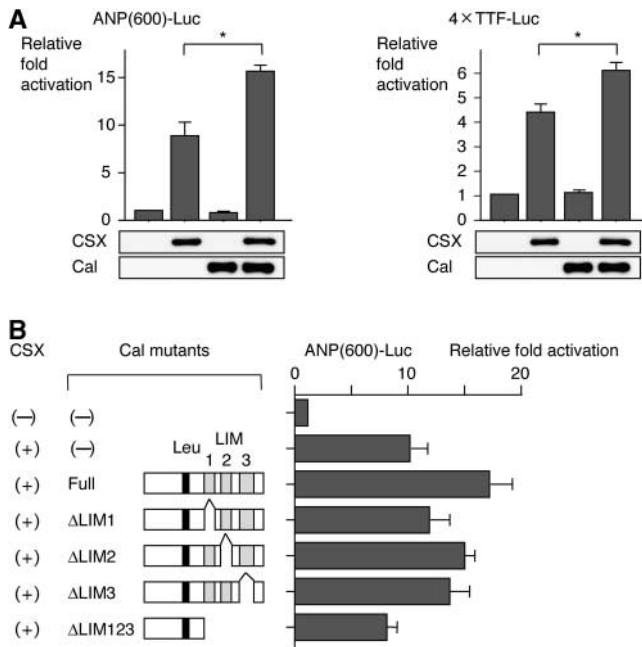 A
ANP(600)-Luc
Relative
fold
activation
15
10
5
0
*
CSX
Cal
4×TTF-Luc
Relative
fold
activation
6
5
4
3
2
1
0
*
CSX
Cal
B
CSX Cal mutants ANP(600)-Luc Relative fold activation
0 10 20
(—) (—)
(+) (—)
Leu LIM
1 2 3
(+) Full
(+) ΔLIM1
(+) ΔLIM2
(+) ΔLIM3
(+) ΔLIM123